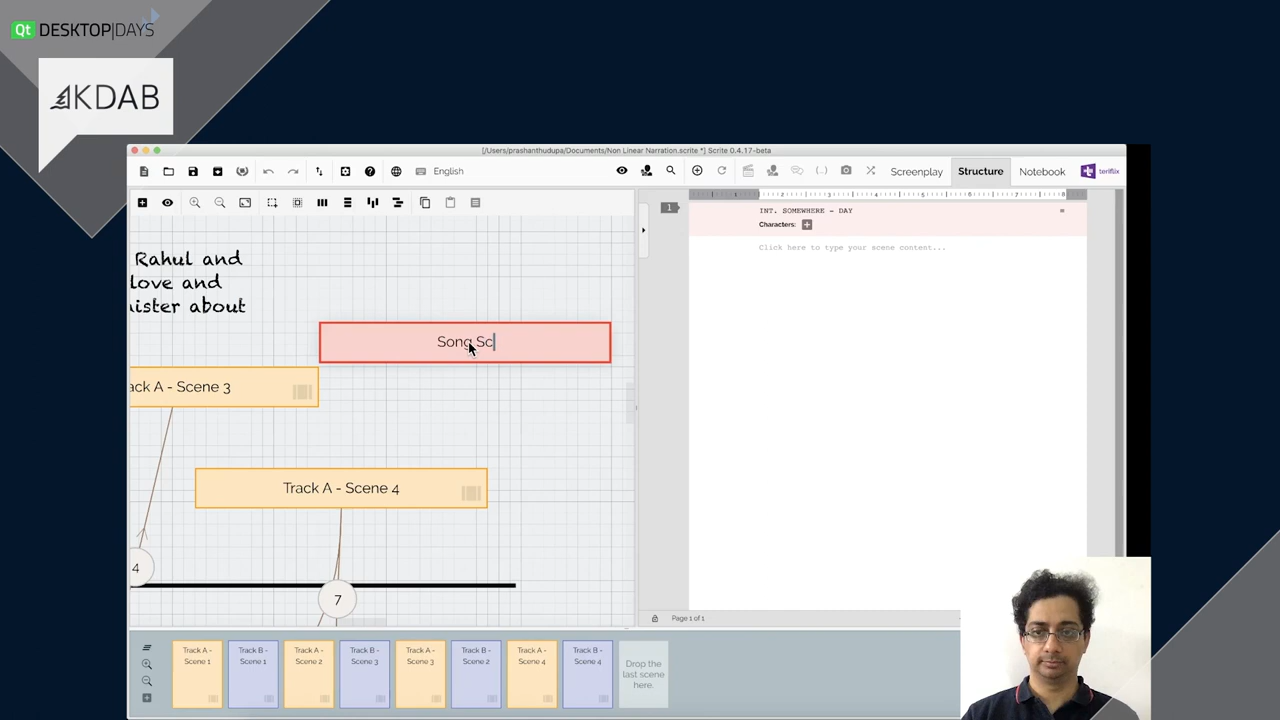 Qt DESKTOP|DAYS
KDAB
[/Users/prashanthudupa/Documents/Non Linear Narration.scrite *] Scrite 0.4.17-beta
English
Screenplay
Structure
Notebook
teriflix
1
INT. SOMEWHERE - DAY
Characters:
Click here to type your scene content...
Rahul and
love and
nister about
Song Sc
ack A - Scene 3
Track A - Scene 4
4
7
Page 1 of 1
Track A - Scene 1
Track B - Scene 1
Track A - Scene 2
Track B - Scene 3
Track A - Scene 3
Track B - Scene 2
Track A - Scene 4
Track B - Scene 4
Drop the
last scene
here.